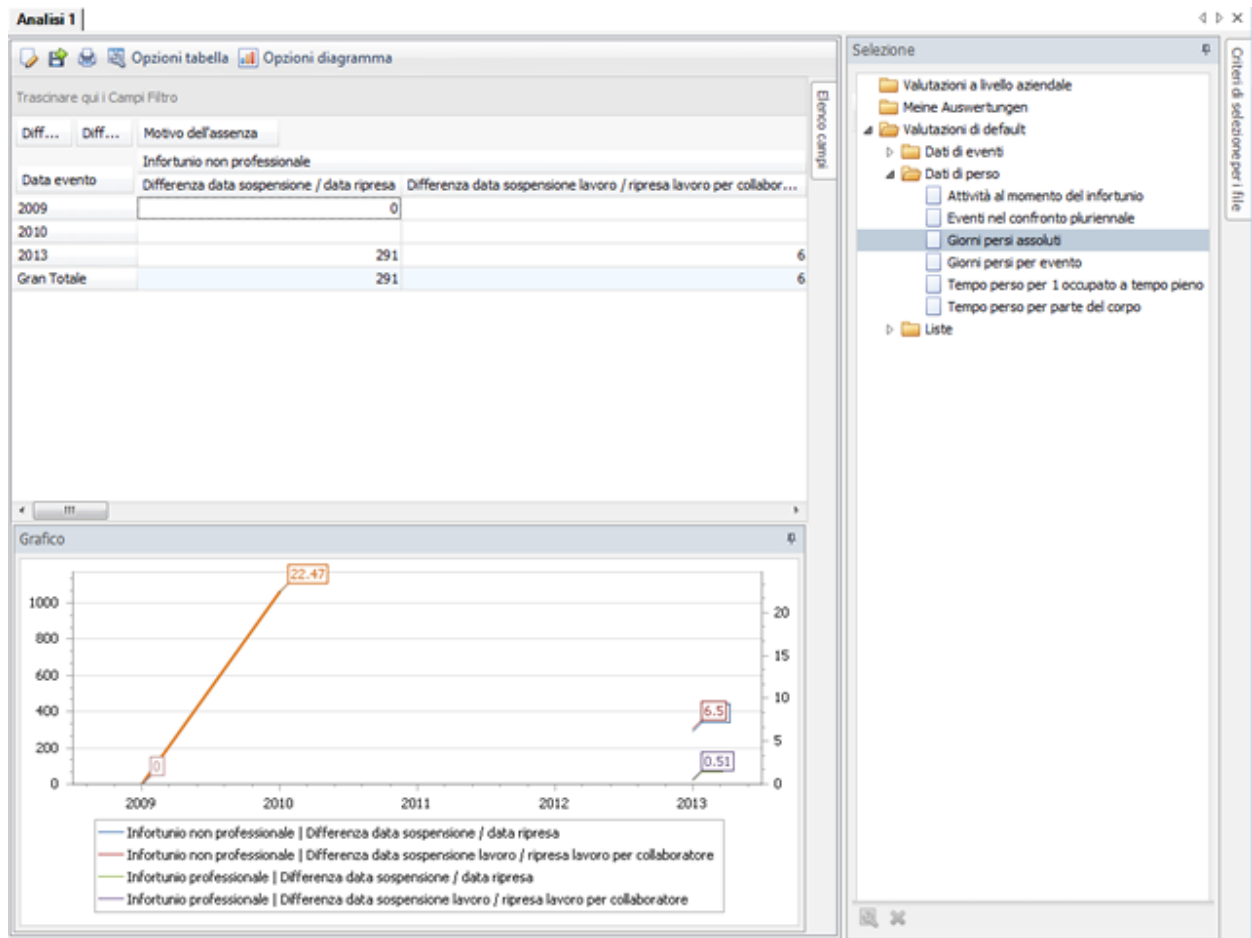 Analisi 1
Opzioni tabella Opzioni diagramma
Trascinare qui i Campi Filtro
Diff... Diff... Motivo dell'assenza
Infortunio non professionale
Data evento
Differenza data sospensione / data ripresa Differenza data sospensione lavoro / ripresa lavoro per collabor...
2009 0
2010
2013 291 6
Gran Totale 291 6
Elenco campi
Grafico
22.47
1000
800
600
400
200
0
20
15
10
5
0
0
6.5
0.51
2009 2010 2011 2012 2013
Infortunio non professionale | Differenza data sospensione / data ripresa
Infortunio non professionale | Differenza data sospensione lavoro / ripresa lavoro per collaboratore
Infortunio professionale | Differenza data sospensione / data ripresa
Infortunio professionale | Differenza data sospensione lavoro / ripresa lavoro per collaboratore
Selezione
Valutazioni a livello aziendale
Meine Auswertungen
Valutazioni di default
Dati di eventi
Dati di perso
Attività al momento del infortunio
Eventi nel confronto pluriennale
Giorni persi assoluti
Giorni persi per evento
Tempo perso per 1 occupato a tempo pieno
Tempo perso per parte del corpo
Liste
Criteri di selezione per i file